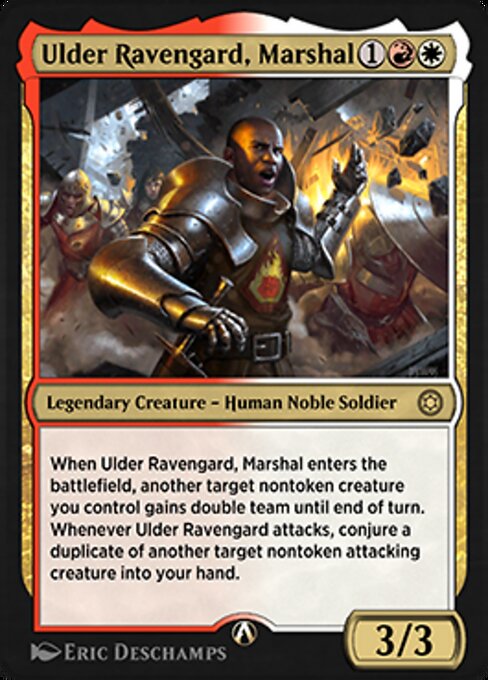 Ulder Ravengard, Marshal 1
Legendary Creature – Human Noble Soldier
When Ulder Ravengard, Marshal enters the
battlefield, another target nontoken creature
you control gains double team until end of turn.
Whenever Ulder Ravengard attacks, conjure a
duplicate of another target nontoken attacking
creature into your hand.
3/3
Eric Deschamps